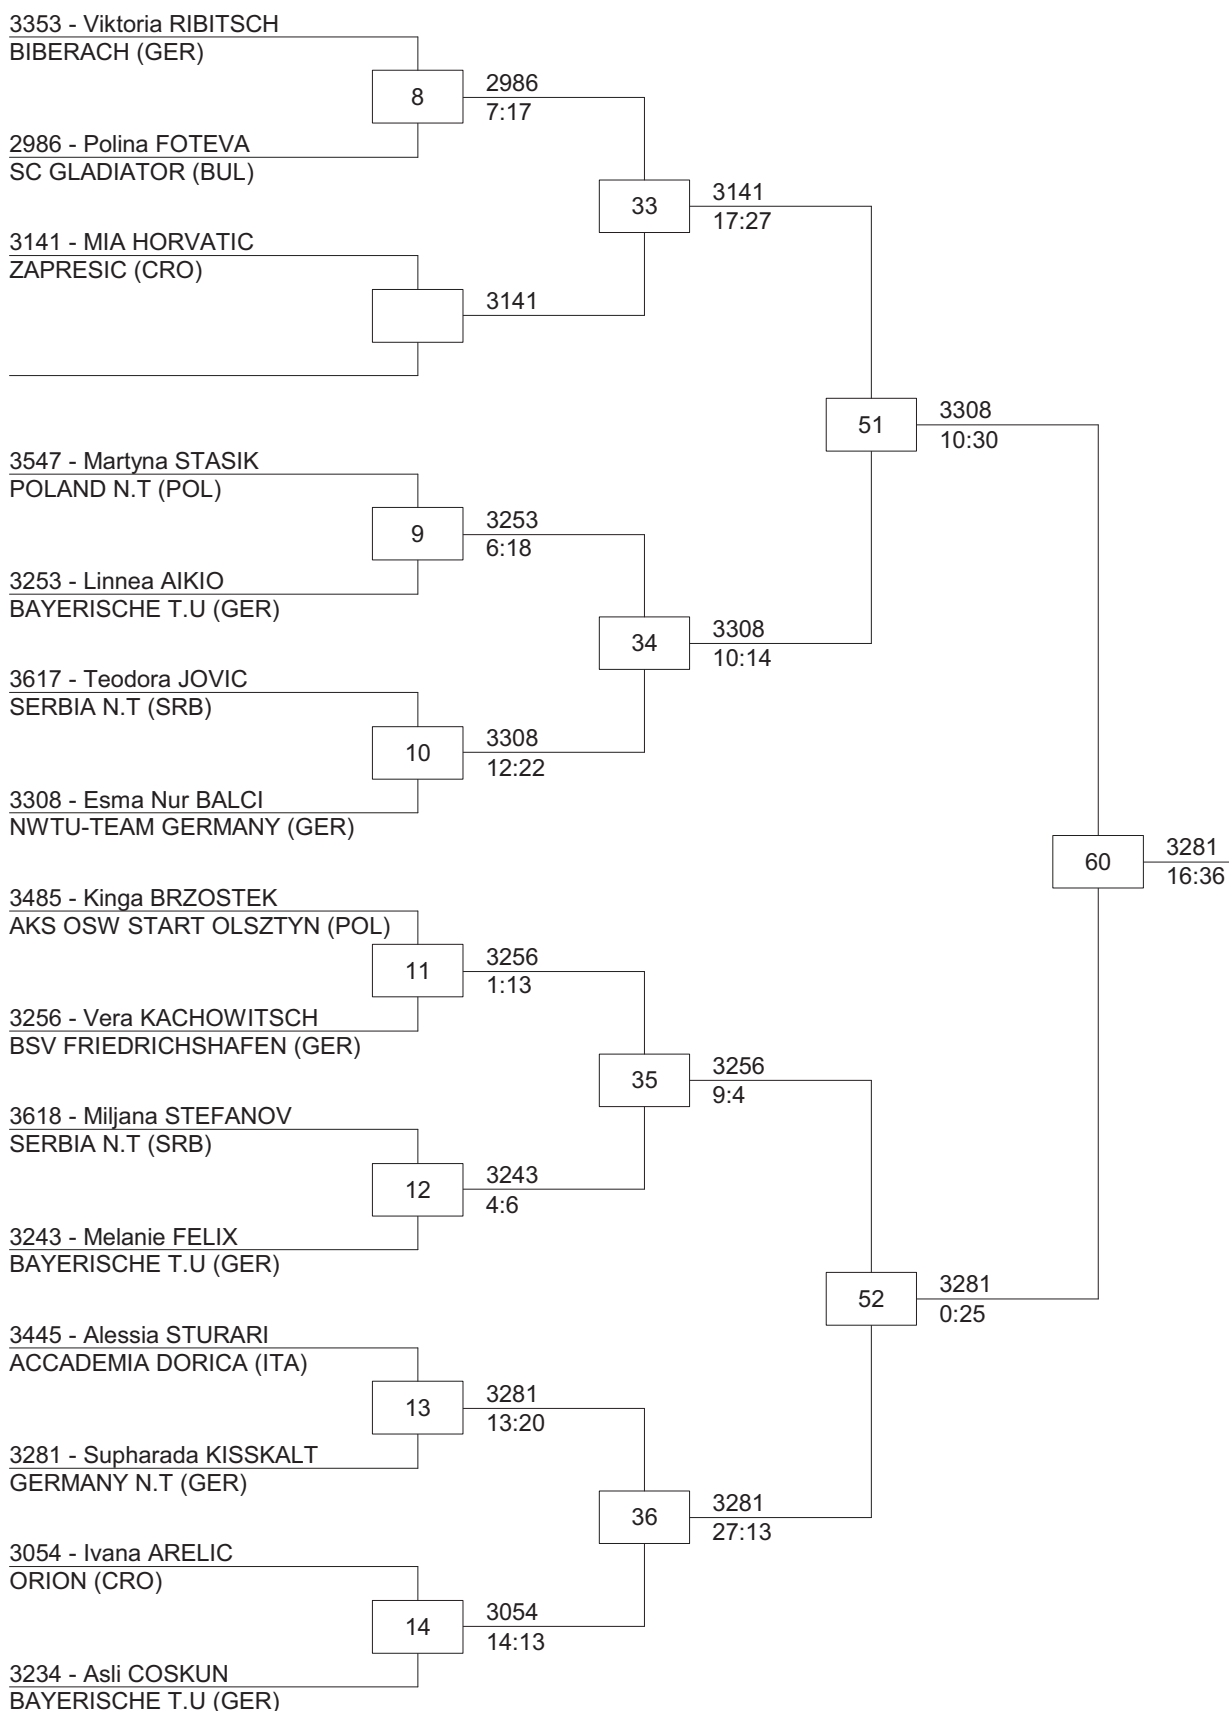 3353 - Viktoria RIBITSCH
BIBERACH (GER)
8
2986
7:17
2986 - Polina FOTEVA
SC GLADIATOR (BUL)
33
3141
17:27
3141 - MIA HORVATIC
ZAPRESIC (CRO)
3141
51
3308
10:30
3547 - Martyna STASIK
POLAND N.T (POL)
9
3253
6:18
3253 - Linnea AIKIO
BAYERISCHE T.U (GER)
34
3308
10:14
3617 - Teodora JOVIC
SERBIA N.T (SRB)
10
3308
12:22
3308 - Esma Nur BALCI
NWTU-TEAM GERMANY (GER)
60
3281
16:36
3485 - Kinga BRZOSTEK
AKS OSW START OLSZTYN (POL)
11
3256
1:13
3256 - Vera KACHOWITSCH
BSV FRIEDRICHSHAFEN (GER)
35
3256
9:4
3618 - Miljana STEFANOV
SERBIA N.T (SRB)
12
3243
4:6
3243 - Melanie FELIX
BAYERISCHE T.U (GER)
52
3281
0:25
3445 - Alessia STURARI
ACCADEMIA DORICA (ITA)
13
3281
13:20
3281 - Supharada KISSKALT
GERMANY N.T (GER)
36
3281
27:13
3054 - Ivana ARELIC
ORION (CRO)
14
3054
14:13
3234 - Asli COSKUN
BAYERISCHE T.U (GER)